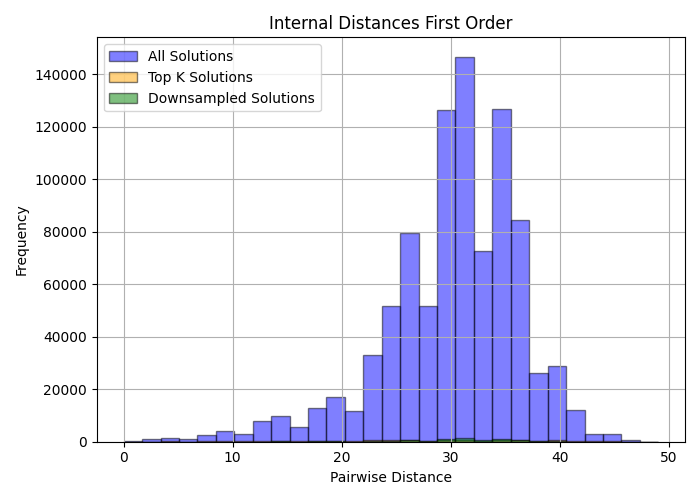 Internal Distances First Order
All Solutions
Top K Solutions
Downsampled Solutions
140000
120000
100000
80000
60000
40000
20000
0
Frequency
0 10 20 30 40 50
Pairwise Distance